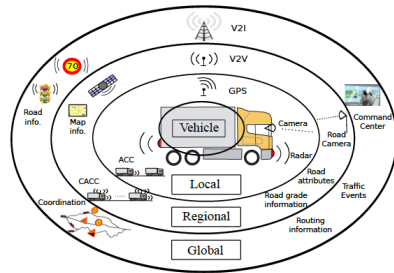 V2I
V2V
GPS
70
Road
info.
Map
info.
Vehicle
Camera
Command
Center
Road
Camera
Radar
ACC
CACC
Local
Road
attributes
Road grade
information
Traffic
Events
Coordination
Regional
Routing
information
Global